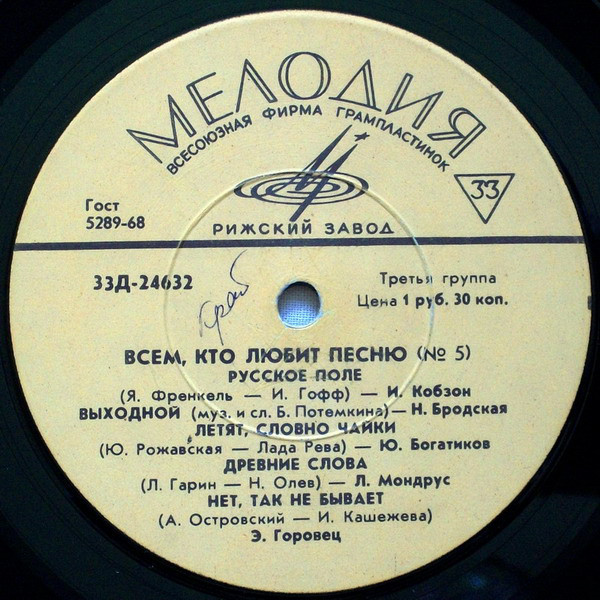 МЕЛОДИЯ
ВСЕСОЮЗНАЯ ФИРМА ГРАМПЛАСТИНОК
33
Гост
5289-68
РИЖСКИЙ ЗАВОД
33Д-24632
Третья группа
Цена 1 руб. 30 коп.
ВСЕМ, КТО ЛЮБИТ ПЕСНЮ (№ 5)
РУССКОЕ ПОЛЕ
(Я. Френкель — И. Гофф) — И. Кобзон
ВЫХОДНОЙ (муз. и сл. Б. Потемкина) — Н. Бродская
ЛЕТЯТ, СЛОВНО ЧАЙКИ
(Ю. Рожавская — Лада Рева) — Ю. Богатиков
ДРЕВНИЕ СЛОВА
(Л. Гарин — Н. Олев) — Л. Мондрус
НЕТ, ТАК НЕ БЫВАЕТ
(А. Островский — И. Кашежева)
Э. Горовец